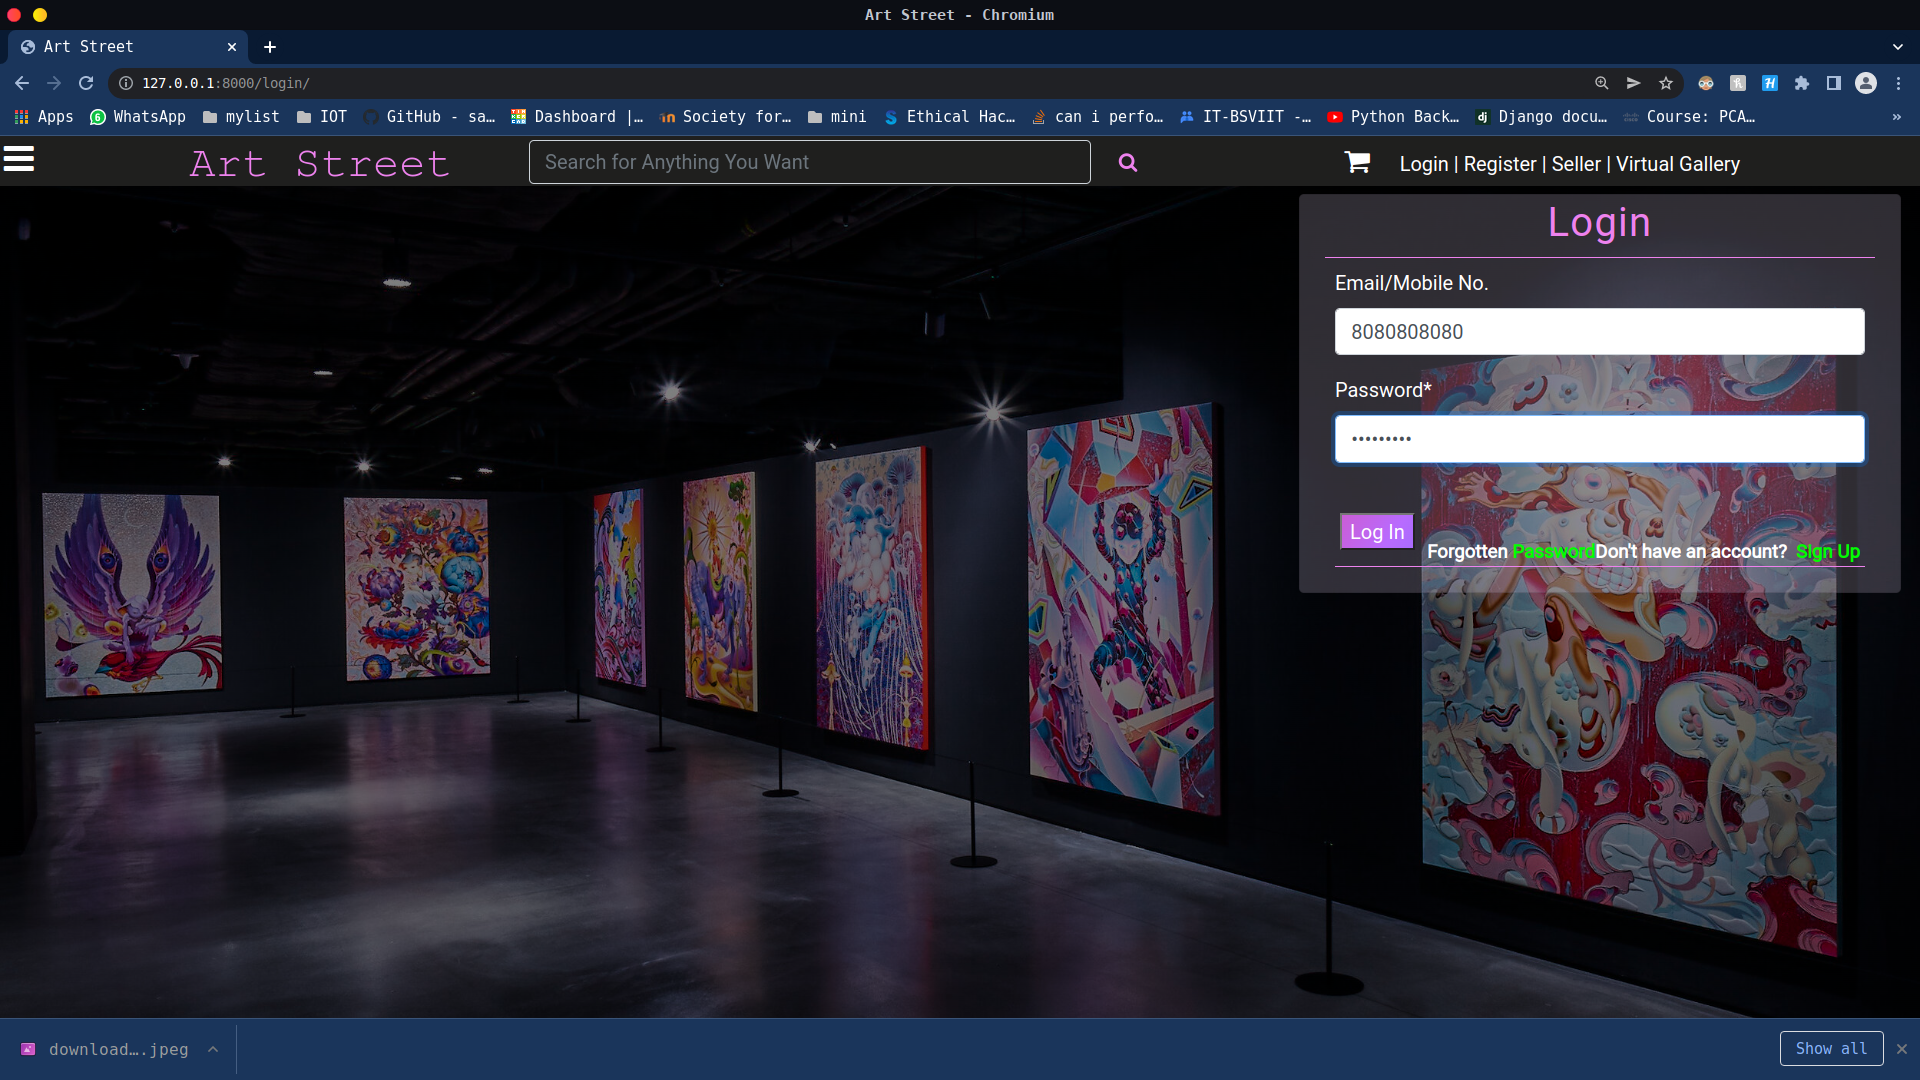 Art Street - Chromium
Art Street
127.0.0.1:8000/login/
Apps WhatsApp mylist IOT GitHub - sa… Dashboard |… Society for… mini Ethical Hac… can i perfo… IT-BSVIIT -… Python Back… Django docu… Course: PCA… »
Art Street
Search for Anything You Want
Login | Register | Seller | Virtual Gallery
Login
Email/Mobile No.
8080808080
Password*
•••••••••
Log In
Forgotten PasswordDon't have an account? Sign Up
download….jpeg
Show all